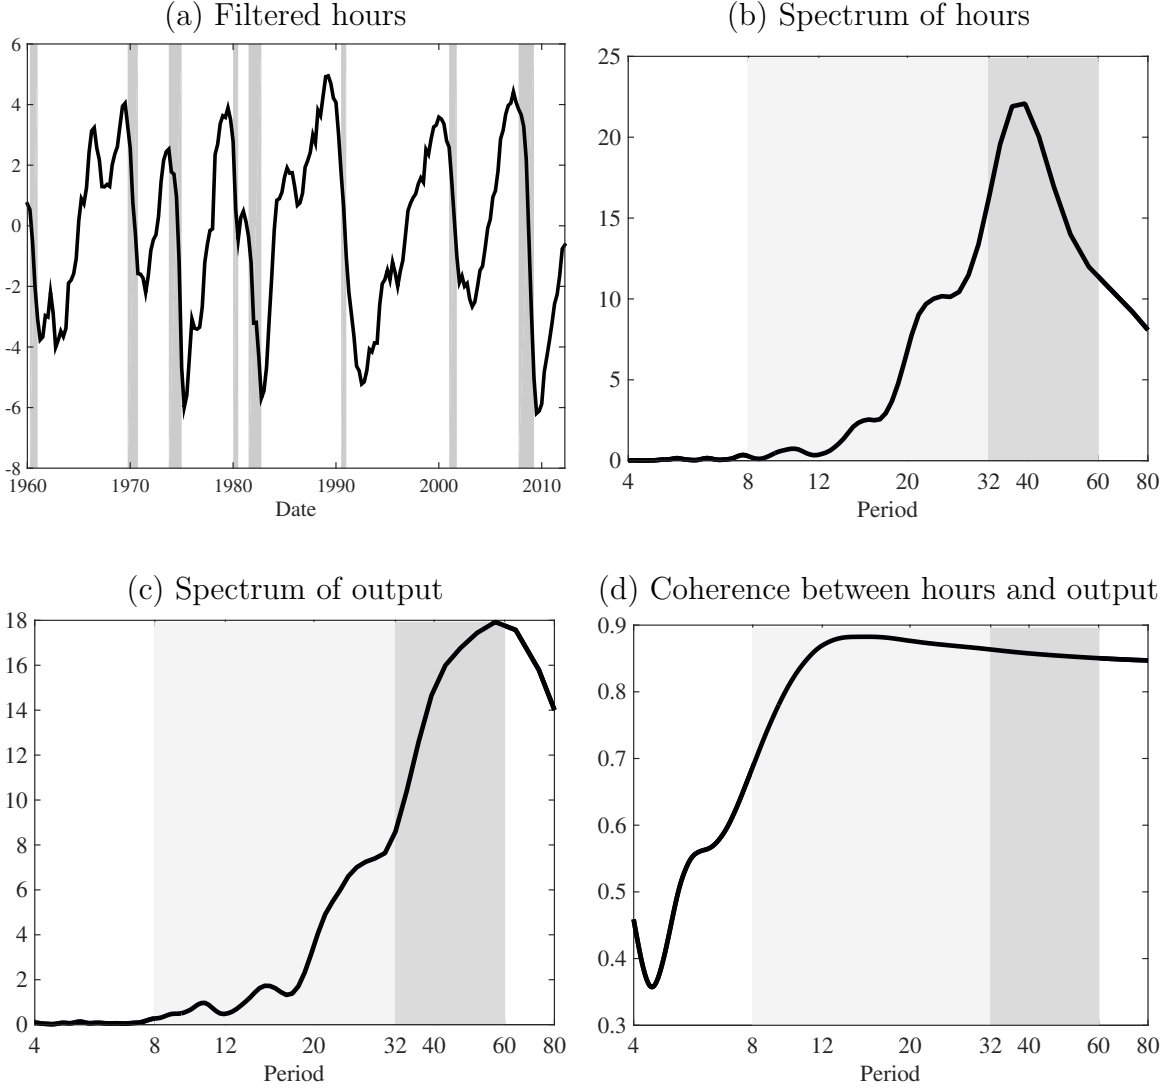 (a) Filtered hours
6
4
2
0
-2
-4
-6
-8
1960 1970 1980 1990 2000 2010
Date
(b) Spectrum of hours
25
20
15
10
5
0
4 8 12 20 32 40 60 80
Period
(c) Spectrum of output
18
16
14
12
10
8
6
4
2
0
4 8 12 20 32 40 60 80
Period
(d) Coherence between hours and output
0.9
0.8
0.7
0.6
0.5
0.4
0.3
4 8 12 20 32 40 60 80
Period